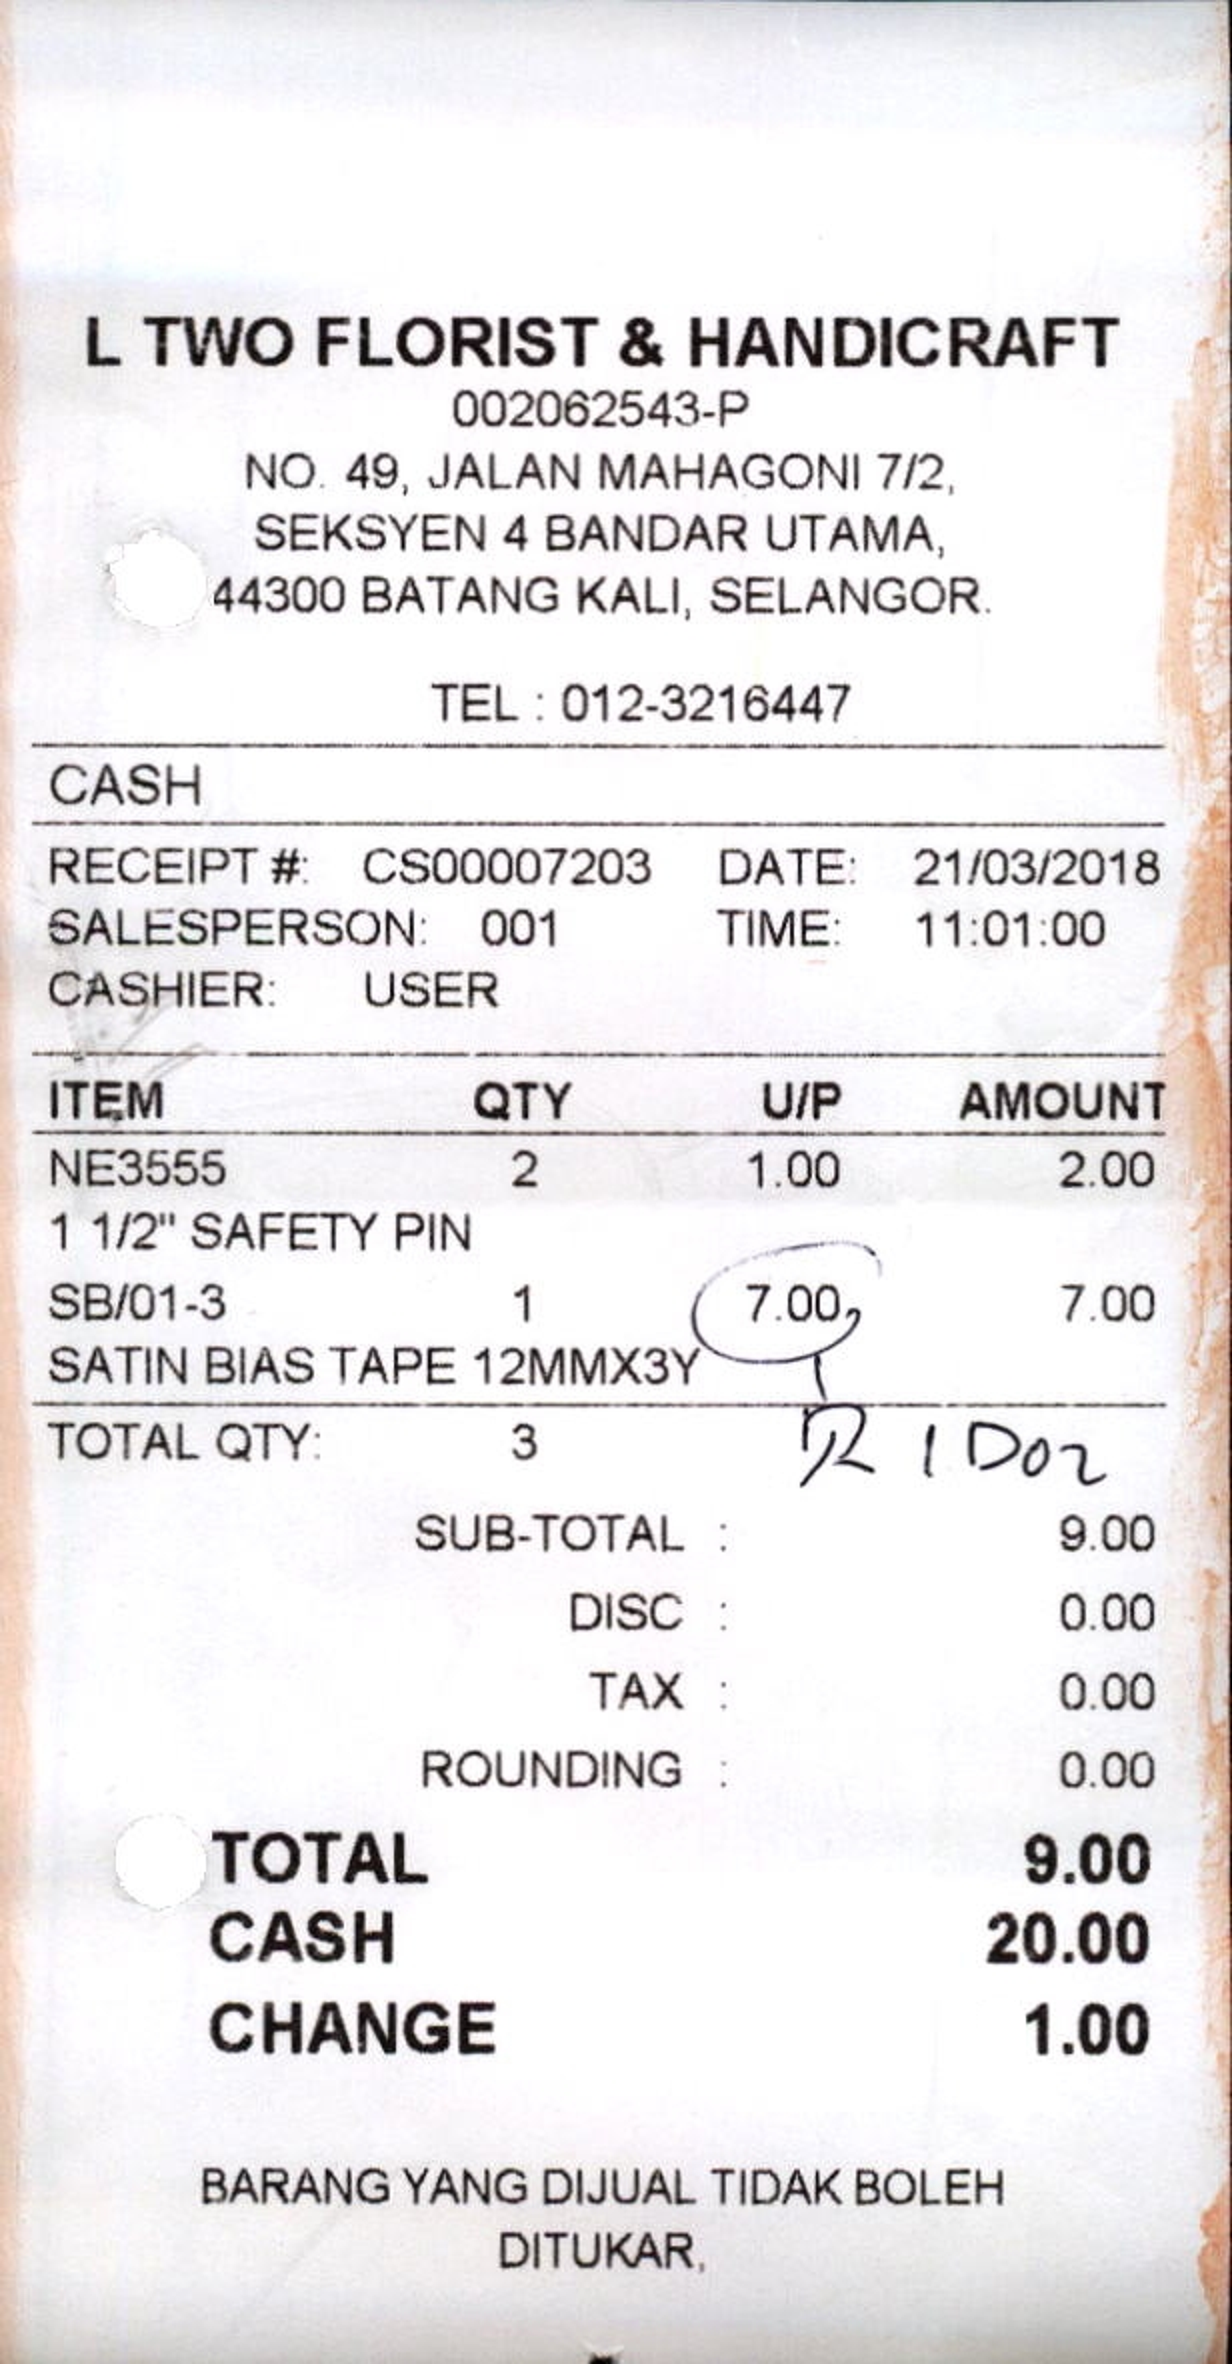 L TWO FLORIST & HANDICRAFT
002062543-P
NO. 49, JALAN MAHAGONI 7/2,
SEKSYEN 4 BANDAR UTAMA,
44300 BATANG KALI, SELANGOR.
TEL : 012-3216447
CASH
RECEIPT #: CS00007203 DATE: 21/03/2018
SALESPERSON: 001 TIME: 11:01:00
CASHIER: USER
ITEM QTY U/P AMOUNT
NE3555 2 1.00 2.00
1 1/2" SAFETY PIN
SB/01-3 1 7.00 7.00
SATIN BIAS TAPE 12MMX3Y
TOTAL QTY: 3
1 Doz
SUB-TOTAL : 9.00
DISC : 0.00
TAX : 0.00
ROUNDING : 0.00
TOTAL 9.00
CASH 20.00
CHANGE 1.00
BARANG YANG DIJUAL TIDAK BOLEH
DITUKAR,